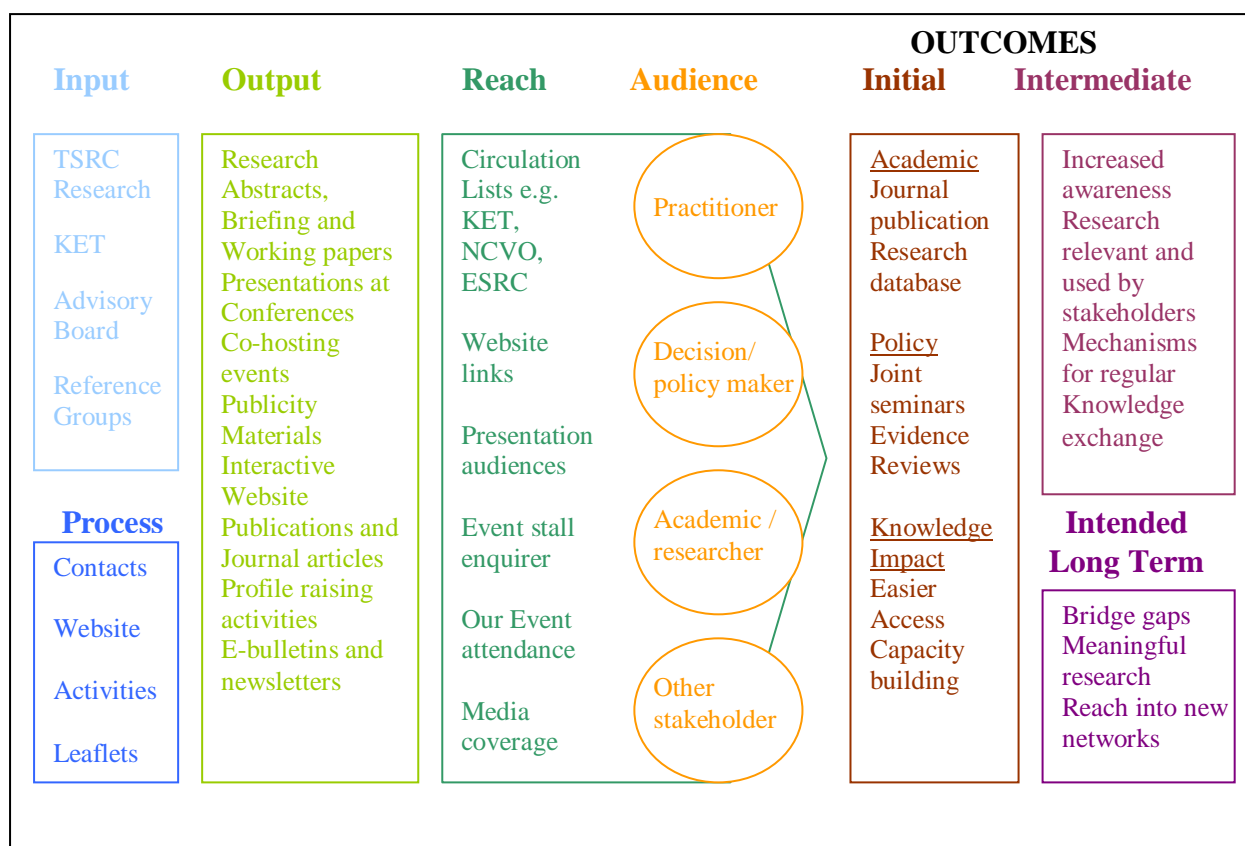 OUTCOMES
Input
Output
Reach
Audience
Initial
Intermediate
TSRC
Research
KET
Advisory
Board
Reference
Groups
Process
Contacts
Website
Activities
Leaflets
Research
Abstracts,
Briefing and
Working papers
Presentations at
Conferences
Co-hosting
events
Publicity
Materials
Interactive
Website
Publications and
Journal articles
Profile raising
activities
E-bulletins and
newsletters
Circulation
Lists e.g.
KET,
NCVO,
ESRC
Website
links
Presentation
audiences
Event stall
enquirer
Our Event
attendance
Media
coverage
Practitioner
Decision/
policy maker
Academic /
researcher
Other
stakeholder
Academic
Journal
publication
Research
database
Policy
Joint
seminars
Evidence
Reviews
Knowledge
Impact
Easier
Access
Capacity
building
Increased
awareness
Research
relevant and
used by
stakeholders
Mechanisms
for regular
Knowledge
exchange
Intended
Long Term
Bridge gaps
Meaningful
research
Reach into new
networks